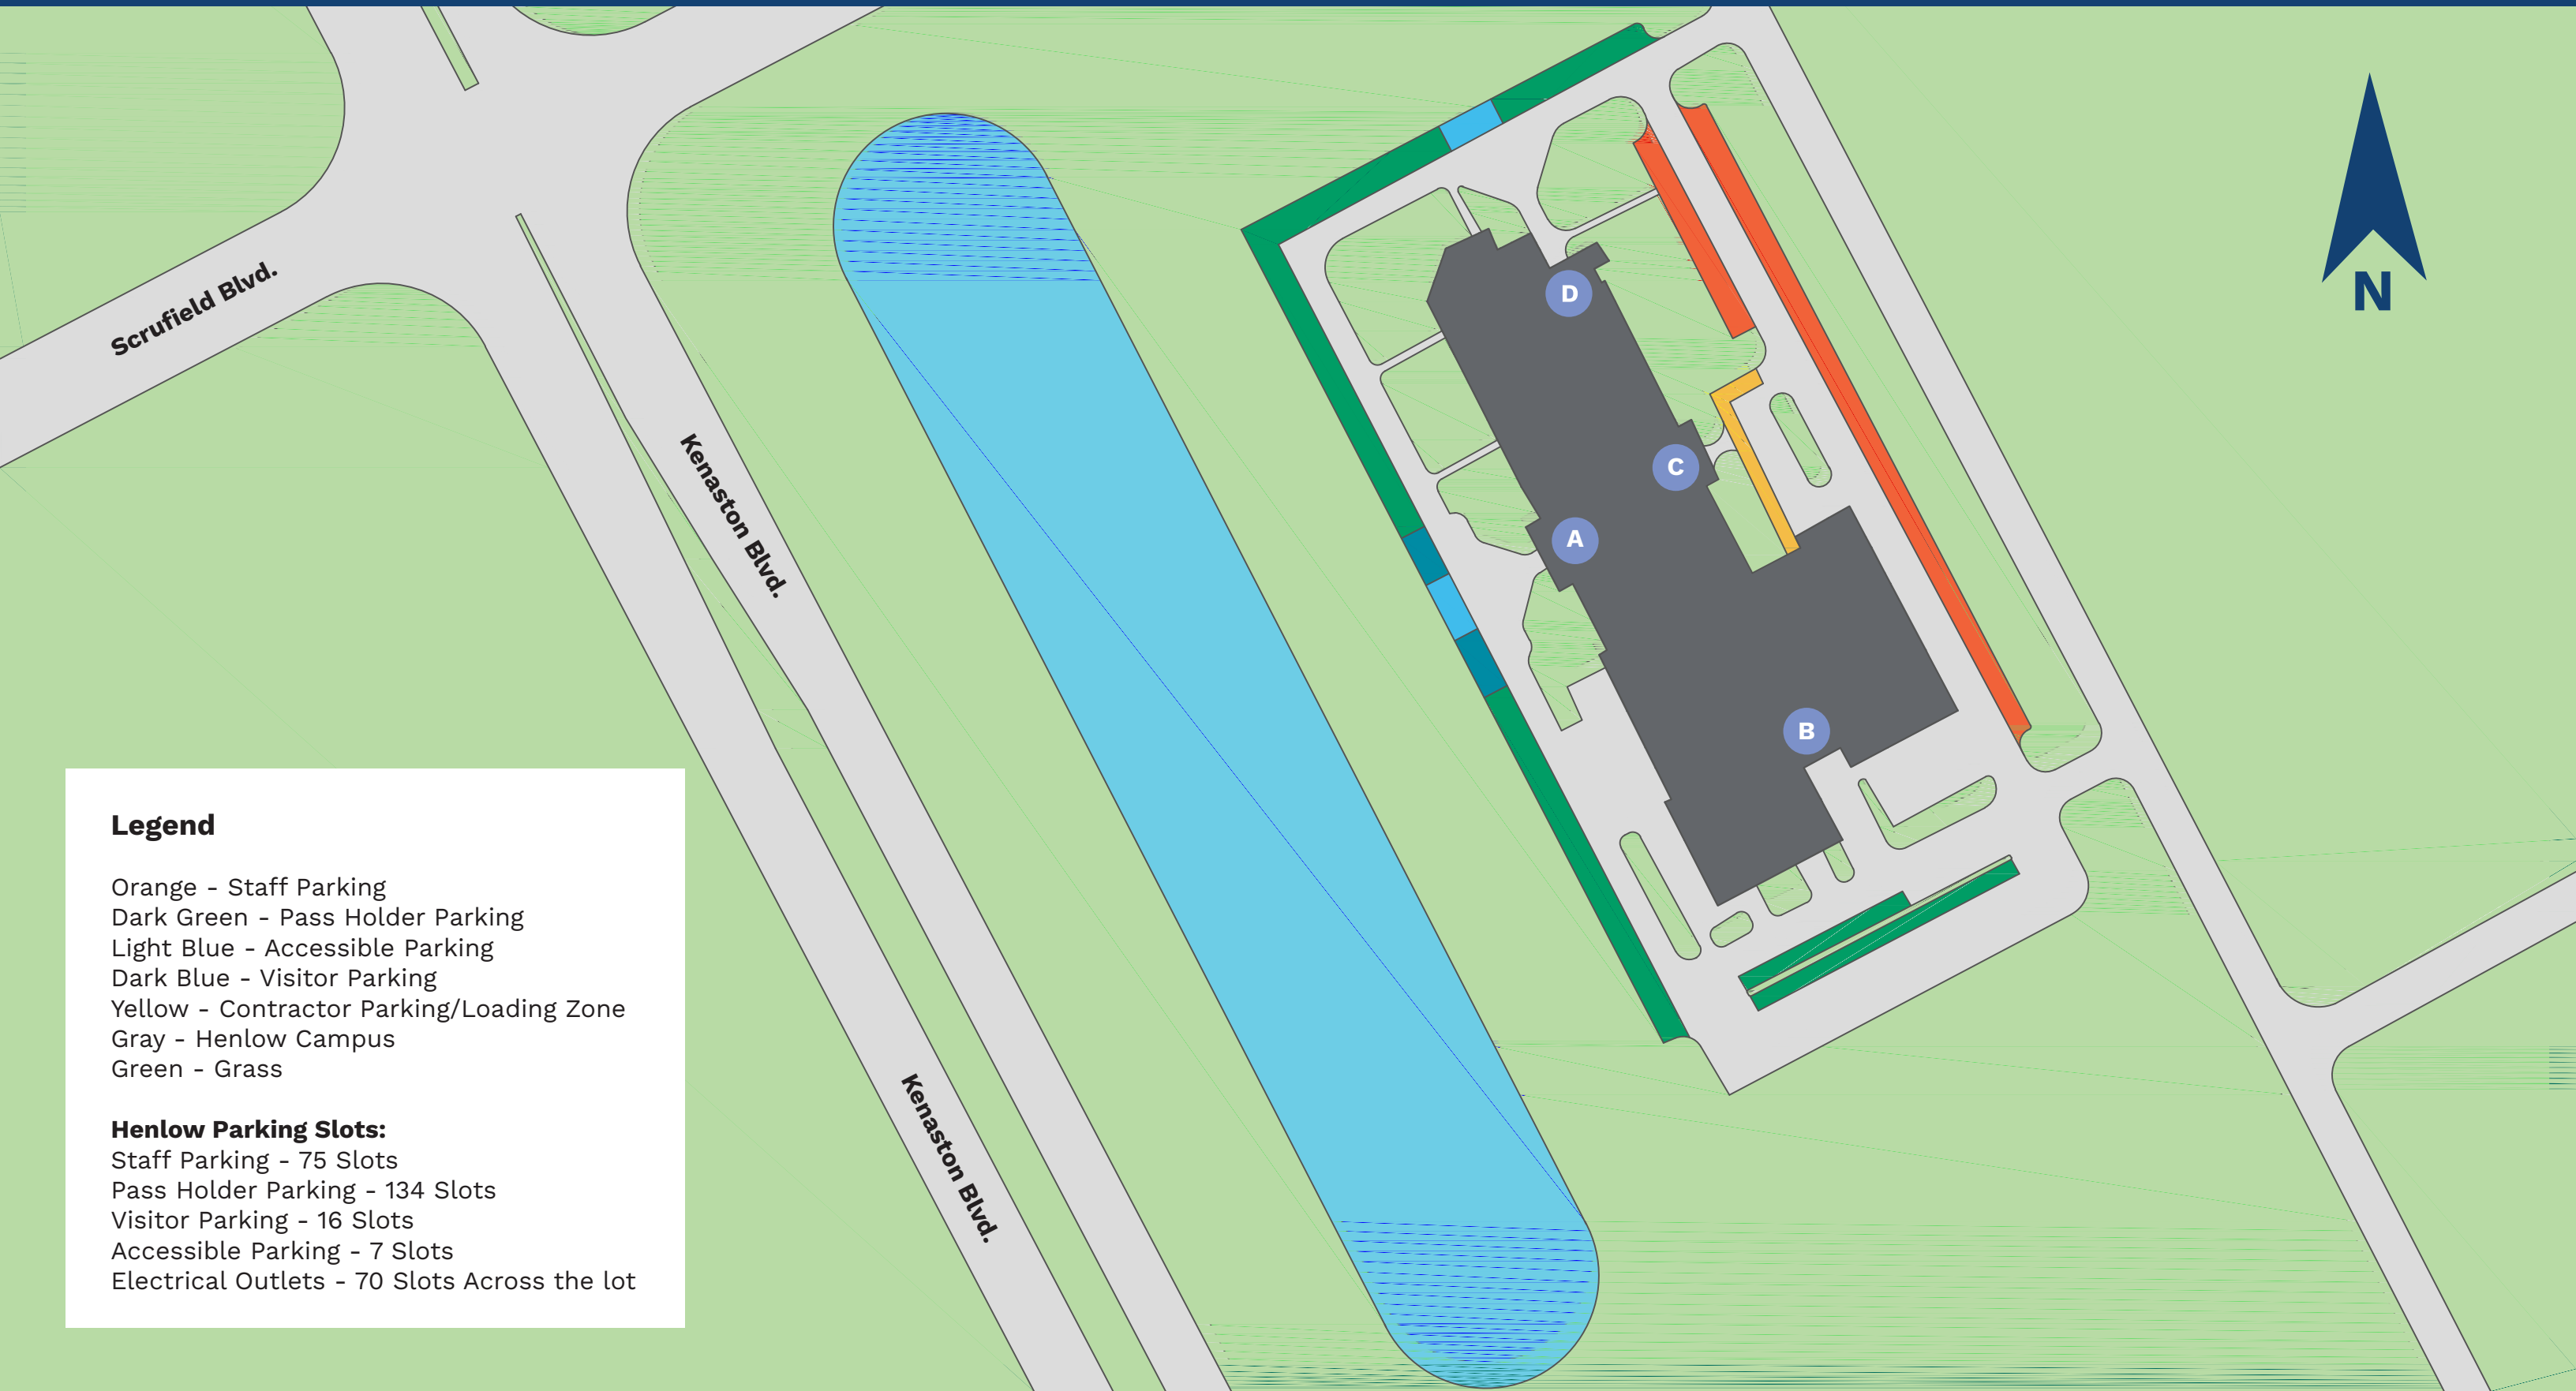 N
Scrufield Blvd.
D
Kenaston Blvd.
C
A
B
Legend
Orange - Staff Parking
Dark Green - Pass Holder Parking
Light Blue - Accessible Parking
Dark Blue - Visitor Parking
Yellow - Contractor Parking/Loading Zone
Gray - Henlow Campus
Green - Grass
Henlow Parking Slots:
Staff Parking - 75 Slots
Pass Holder Parking - 134 Slots
Visitor Parking - 16 Slots
Accessible Parking - 7 Slots
Electrical Outlets - 70 Slots Across the lot
Kenaston Blvd.